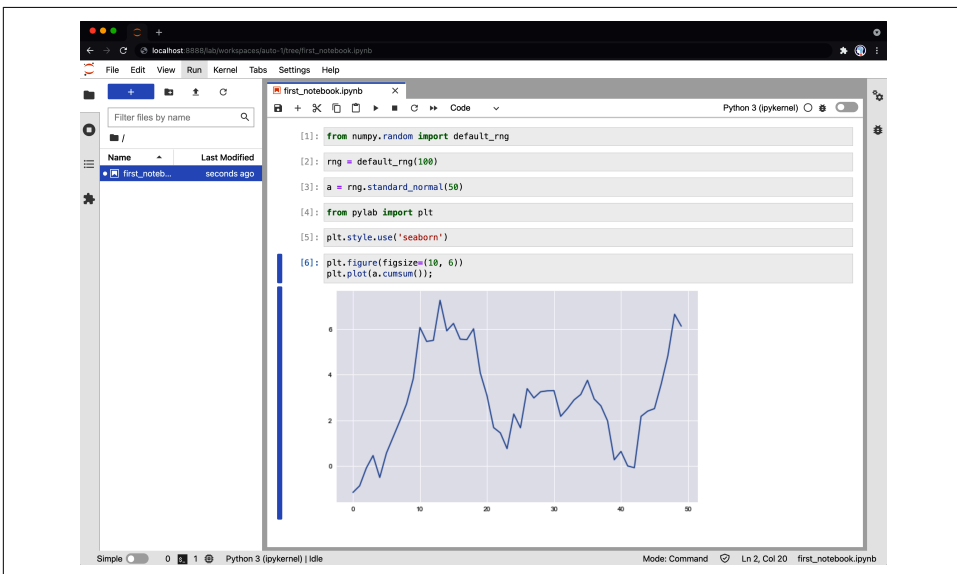 localhost:8888/lab/workspaces/auto-1/tree/first_notebook.ipynb
File Edit View Run Kernel Tabs Settings Help
first_notebook.ipynb
Code
Python 3 (ipykernel)
Filter files by name
/
Name Last Modified
first_noteb... seconds ago
[1]: from numpy.random import default_rng
[2]: rng = default_rng(100)
[3]: a = rng.standard_normal(50)
[4]: from pylab import plt
[5]: plt.style.use('seaborn')
[6]: plt.figure(figsize=(10, 6))
plt.plot(a.cumsum());
6
4
2
0
0 10 20 30 40 50
Simple 0 1 Python 3 (ipykernel) | Idle Mode: Command Ln 2, Col 20 first_notebook.ipynb